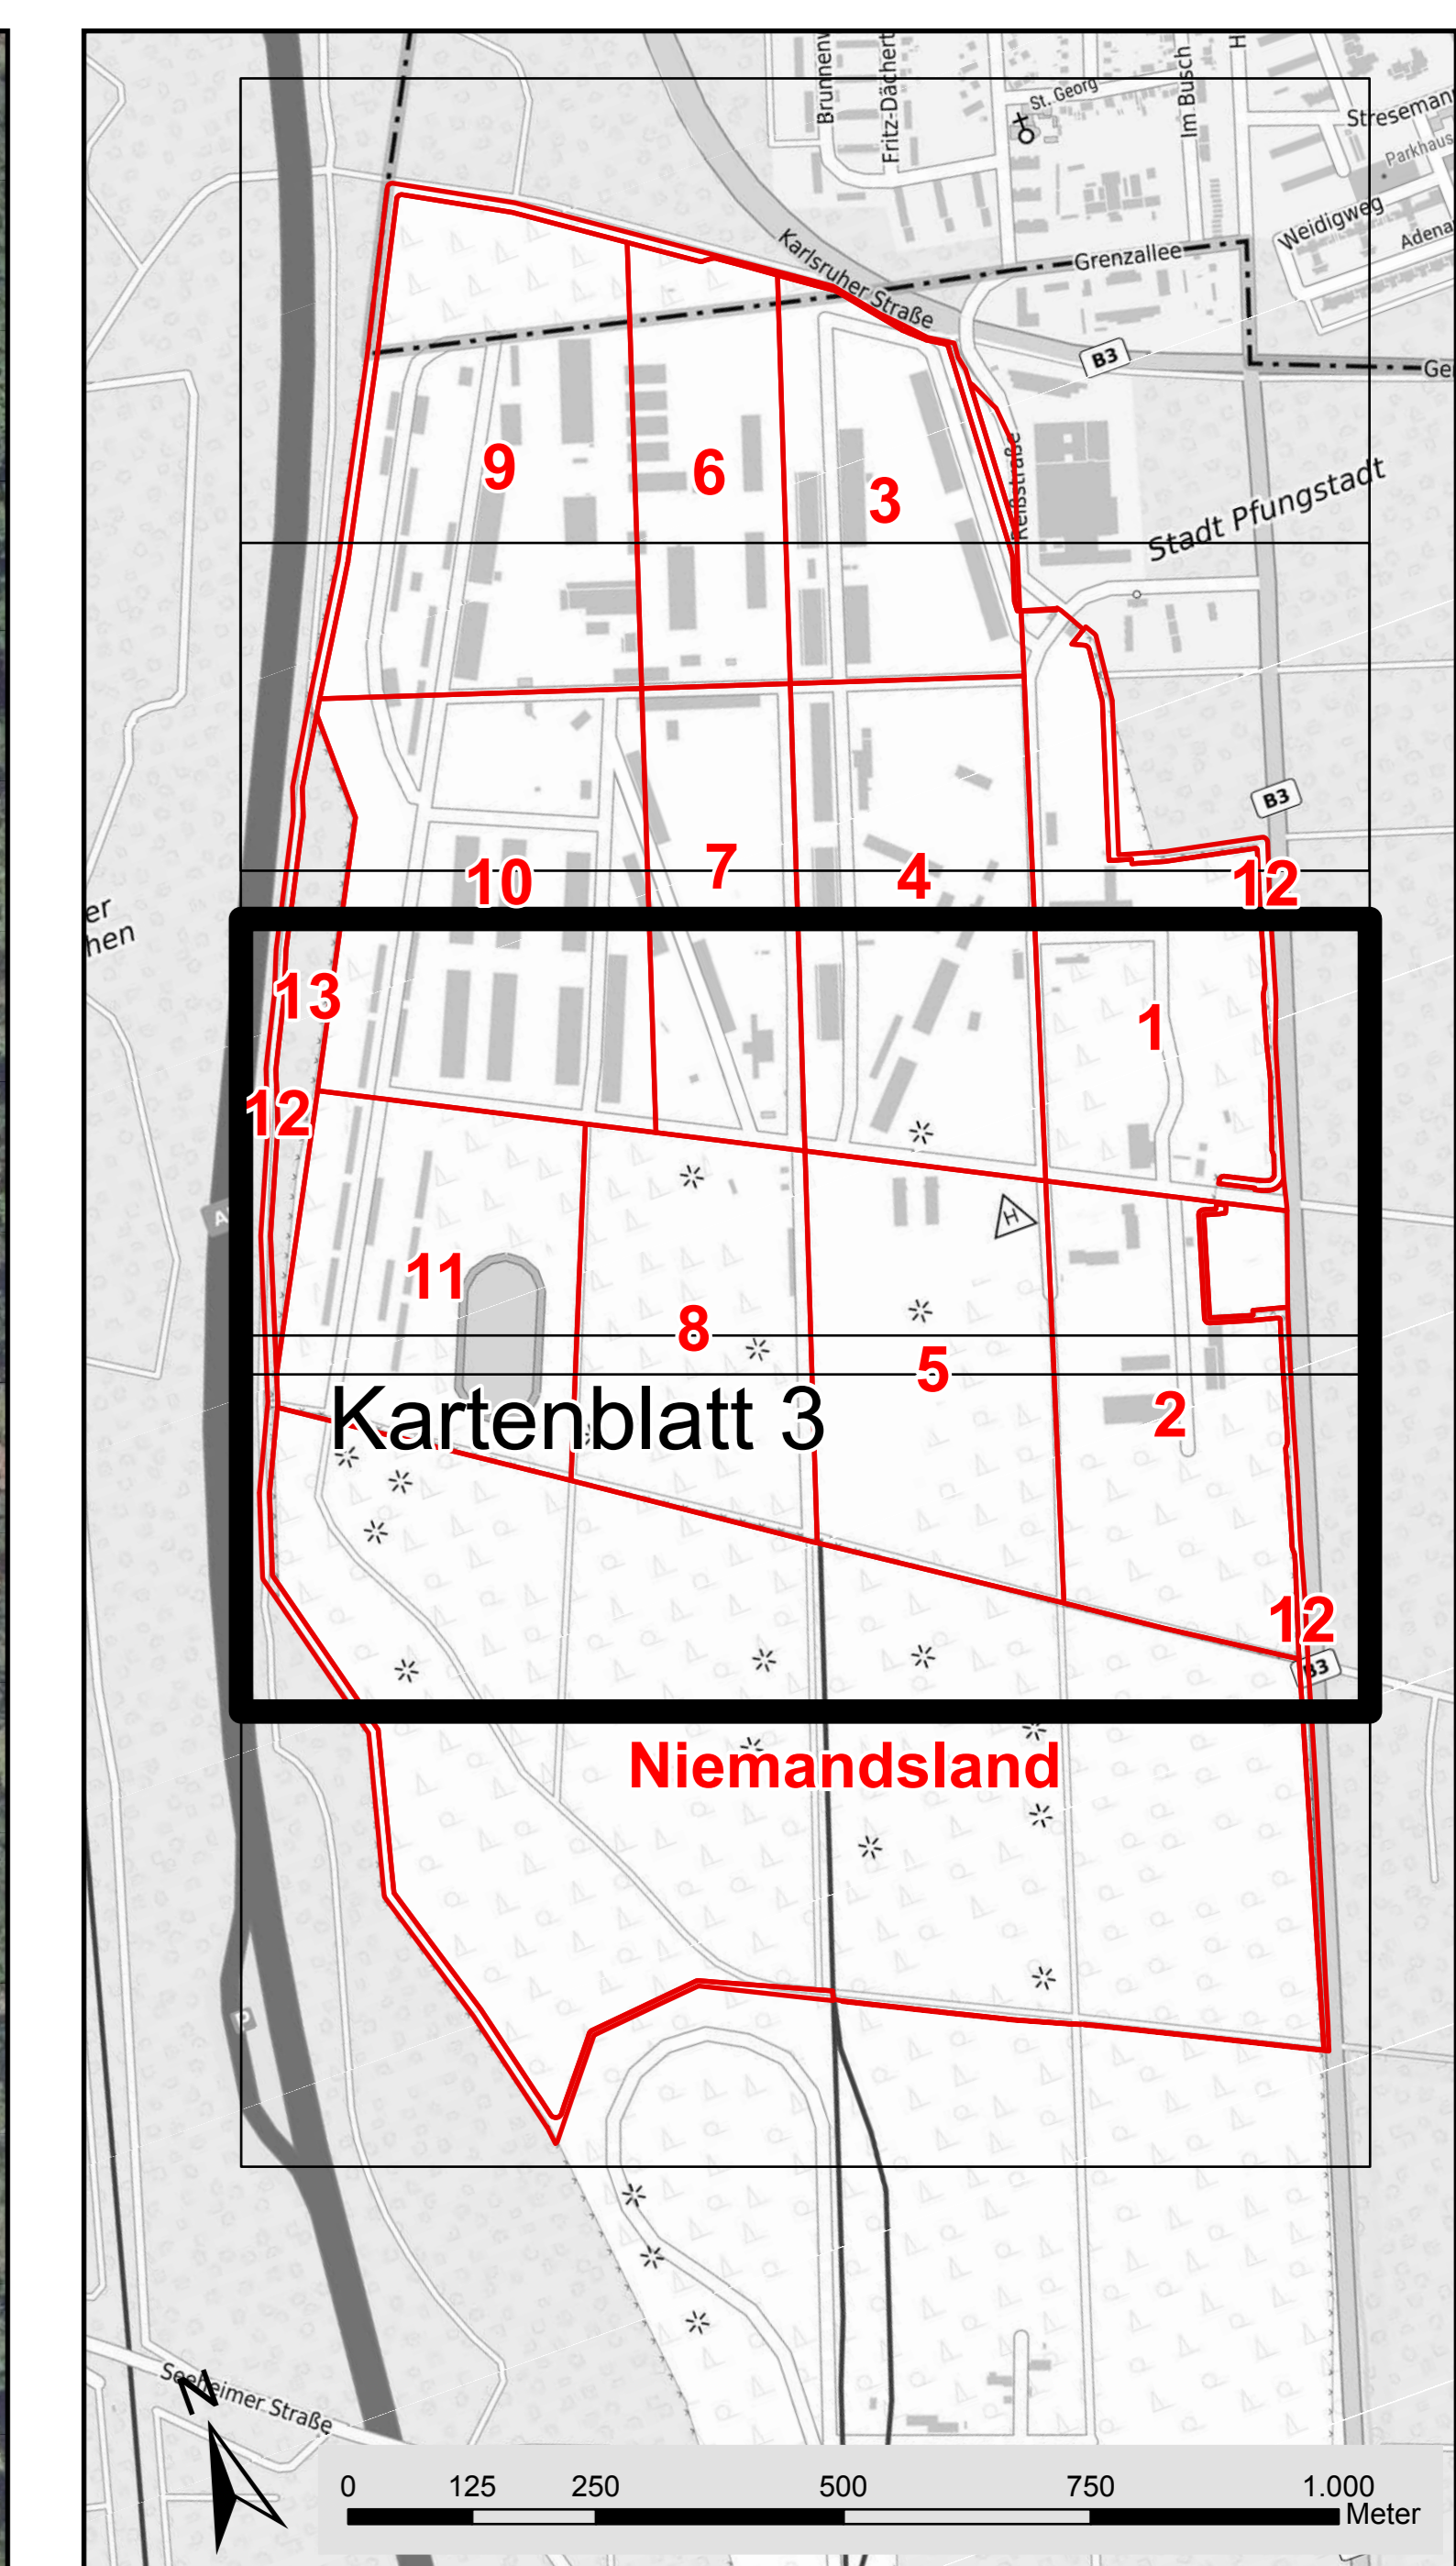 Brunnenw
Fritz-Dächert
St. Georg
Im Busch
H
Stresemann
Parkhaus
Weidigweg
Adena
Karlsruher Straße
Grenzallee
B3
Ge
9
6
3
Reißstraße
Stadt Pfungstadt
B3
10
7
4
12
er
hen
13
1
12
H
A
11
8
5
Kartenblatt 3
2
12
B3
Niemandsland
Seeheimer Straße
N
0 125 250 500 750 1.000
Meter